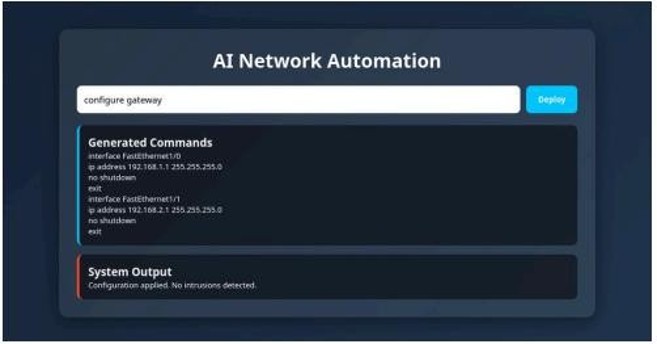 AI Network Automation
configure gateway
Deploy
Generated Commands
interface FastEthernet1/0
ip address 192.168.1.1 255.255.255.0
no shutdown
exit
interface FastEthernet1/1
ip address 192.168.2.1 255.255.255.0
no shutdown
exit
System Output
Configuration applied. No intrusions detected.